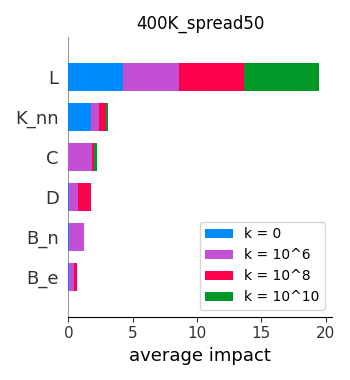 400K_spread50
L
K_nn
C
D
B_n
B_e
k = 0
k = 10^6
k = 10^8
k = 10^10
0 5 10 15 20
average impact